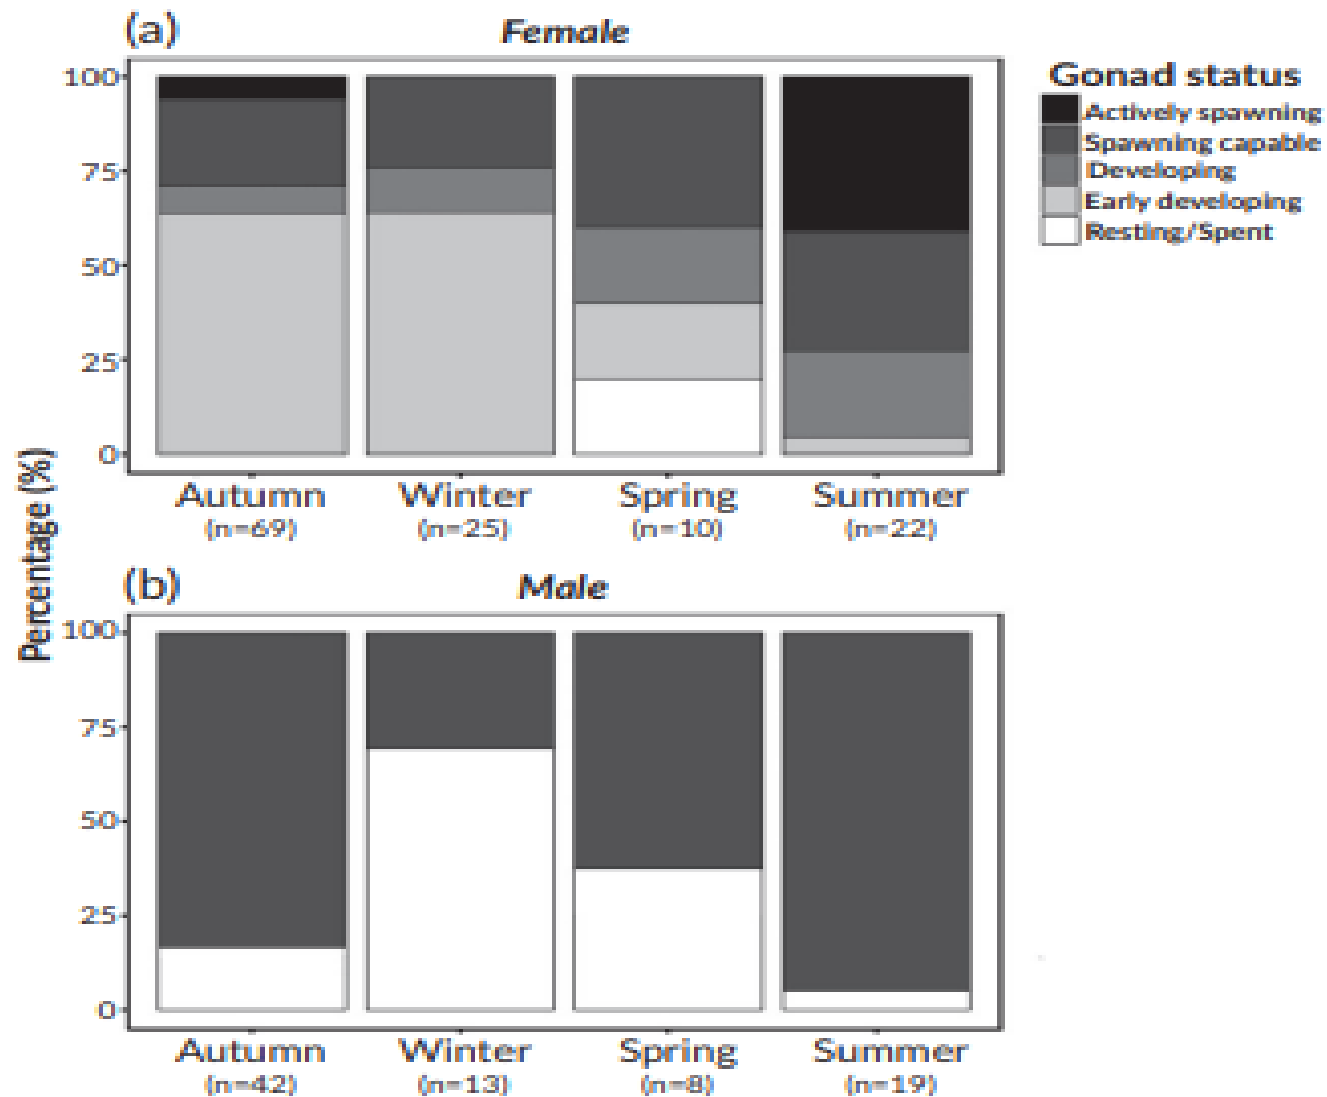 (a) Female
100
75
50
25
0
Autumn Winter Spring Summer
(n=69) (n=25) (n=10) (n=22)
Gonad status
Actively spawning
Spawning capable
Developing
Early developing
Resting/Spent
Percentage (%)
(b) Male
100
75
50
25
0
Autumn Winter Spring Summer
(n=42) (n=13) (n=8) (n=19)